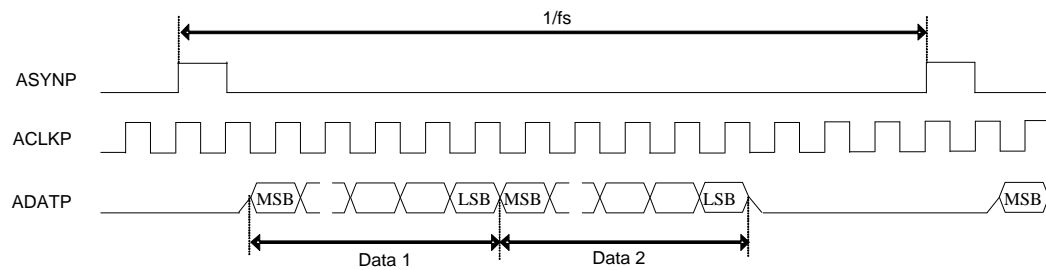 1/fs
ASYNP
ACLKP
ADATP
MSB
LSB
MSB
LSB
MSB
Data 1
Data 2